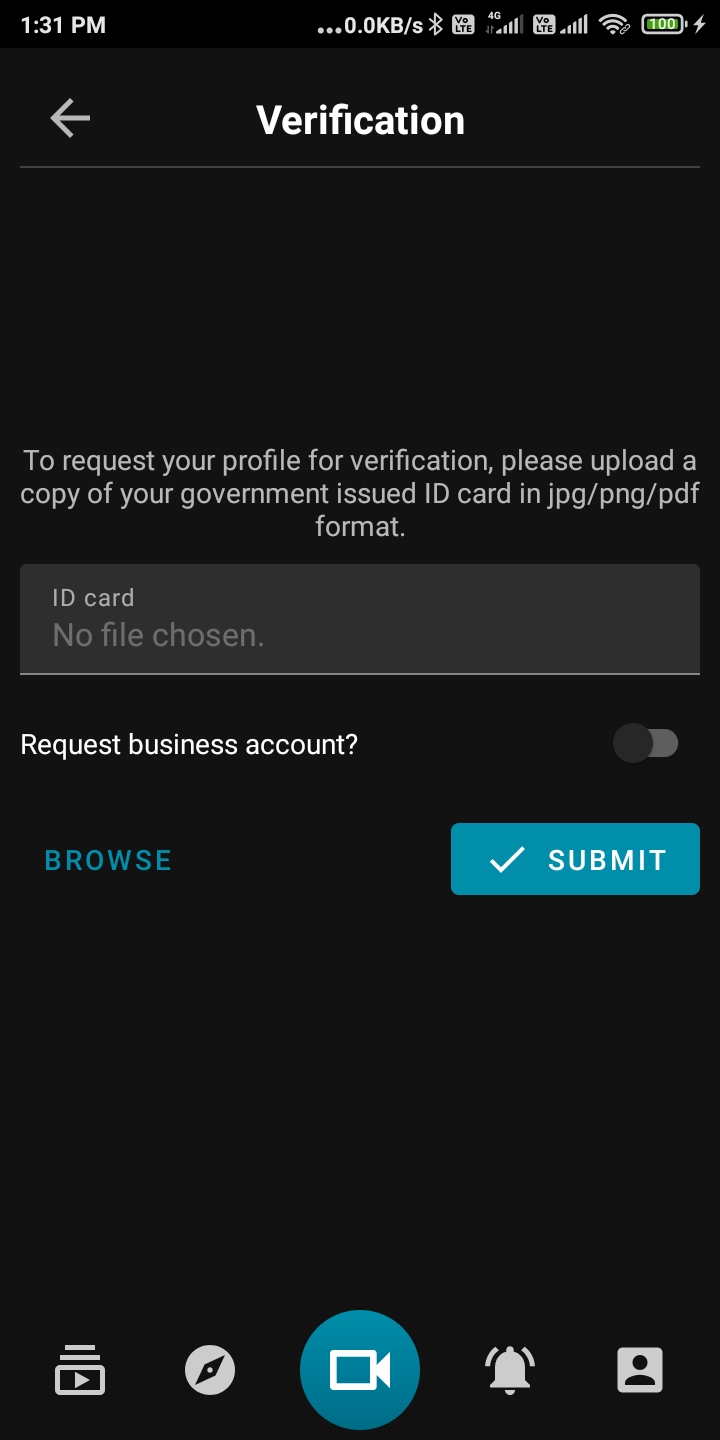 1:31 PM ...0.0KB/s Vo LTE 4G Vo LTE 100
Verification
To request your profile for verification, please upload a
copy of your government issued ID card in jpg/png/pdf
format.
ID card
No file chosen.
Request business account?
BROWSE SUBMIT